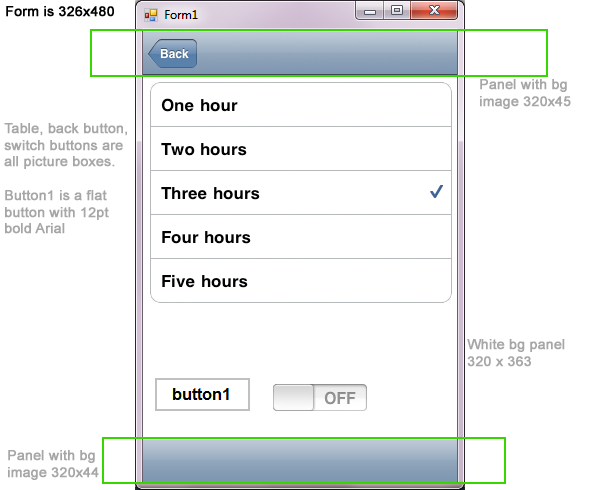 Form is 326x480
Form1
Back
Panel with bg
image 320x45
One hour
Two hours
Three hours
Four hours
Five hours
Table, back button,
switch buttons are
all picture boxes.
Button1 is a flat
button with 12pt
bold Arial
White bg panel
320 x 363
button1
OFF
Panel with bg
image 320x44